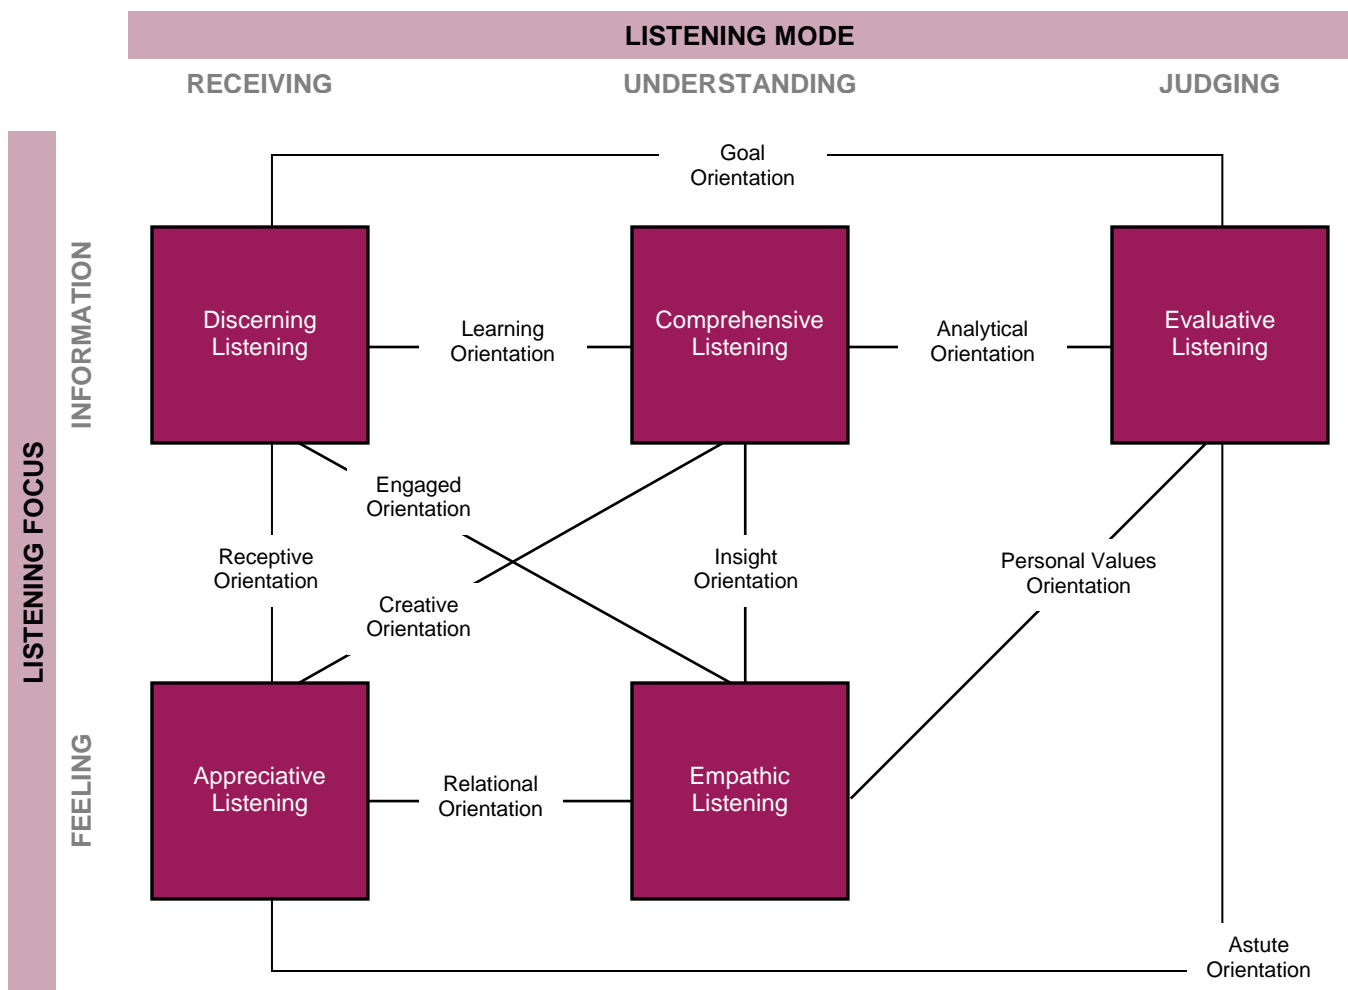 LISTENING MODE
RECEIVING
UNDERSTANDING
JUDGING
LISTENING FOCUS
INFORMATION
FEELING
Goal
Orientation
Discerning
Listening
Learning
Orientation
Comprehensive
Listening
Analytical
Orientation
Evaluative
Listening
Engaged
Orientation
Receptive
Orientation
Creative
Orientation
Insight
Orientation
Personal Values
Orientation
Appreciative
Listening
Relational
Orientation
Empathic
Listening
Astute
Orientation